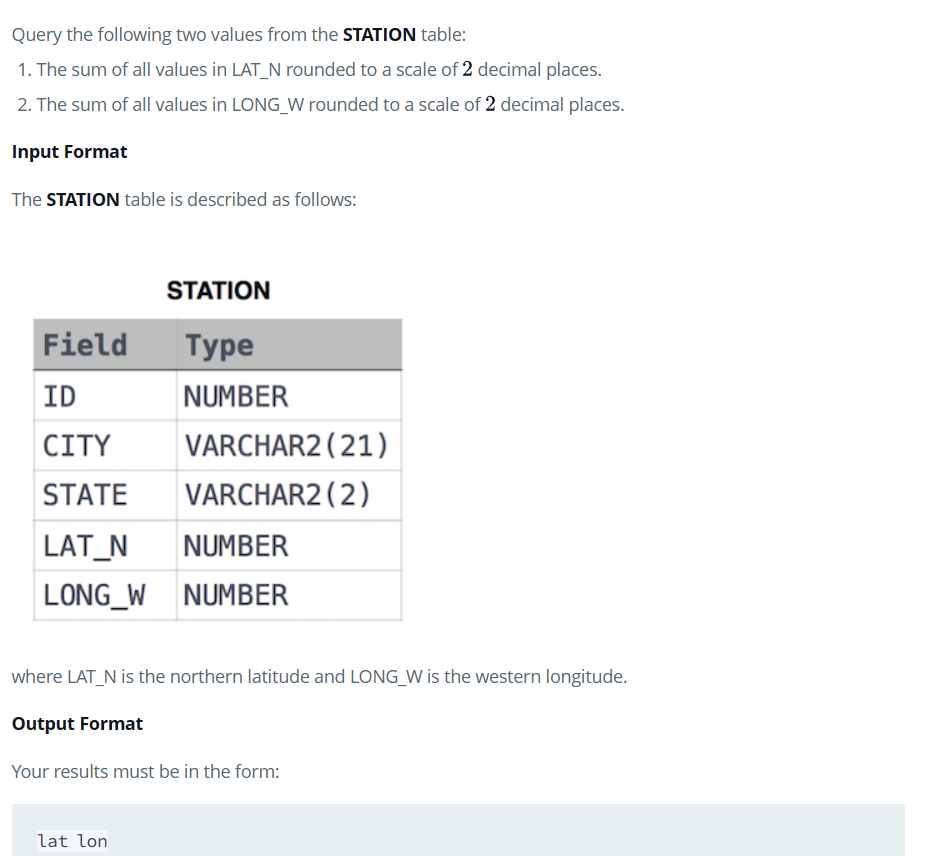 Query the following two values from the STATION table:
1. The sum of all values in LAT_N rounded to a scale of 2 decimal places.
2. The sum of all values in LONG_W rounded to a scale of 2 decimal places.
Input Format
The STATION table is described as follows:
STATION
Field Type
ID NUMBER
CITY VARCHAR2(21)
STATE VARCHAR2(2)
LAT_N NUMBER
LONG_W NUMBER
where LAT_N is the northern latitude and LONG_W is the western longitude.
Output Format
Your results must be in the form:
lat lon